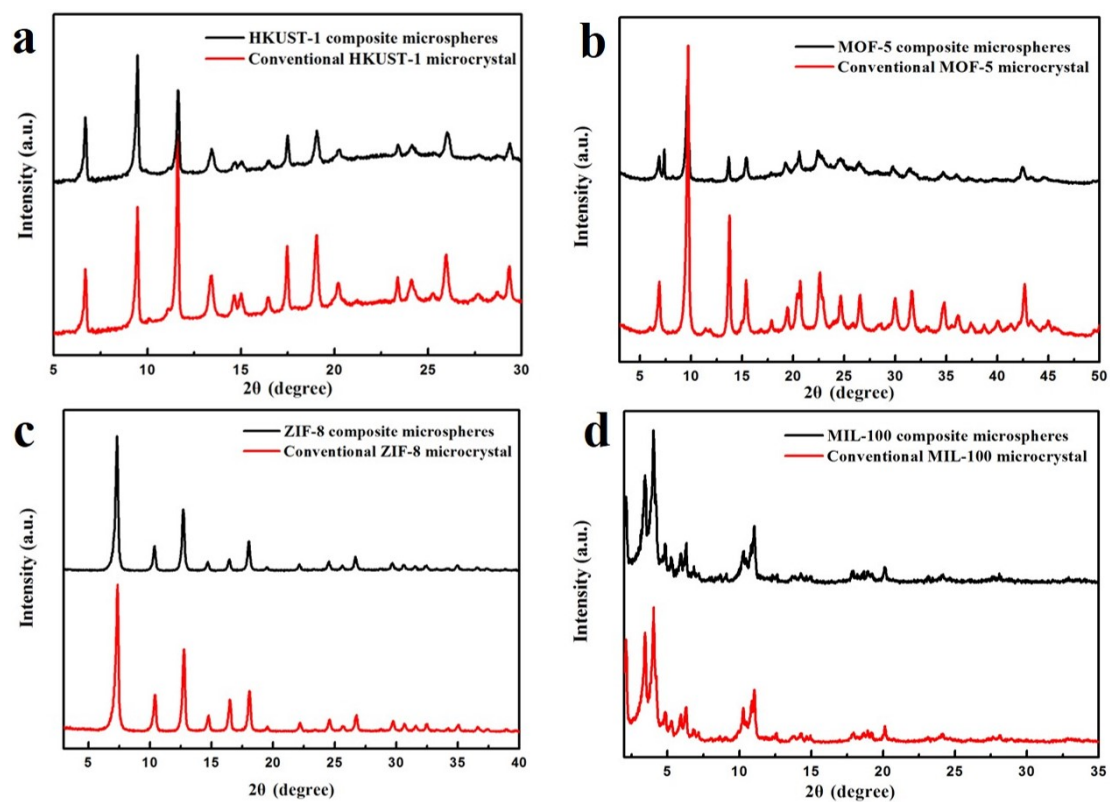 a
HKUST-1 composite microspheres
Conventional HKUST-1 microcrystal
Intensity (a.u.)
5 10 15 20 25 30
2θ (degree)
b
MOF-5 composite microspheres
Conventional MOF-5 microcrystal
Intensity (a.u.)
5 10 15 20 25 30 35 40 45 50
2θ (degree)
c
ZIF-8 composite microspheres
Conventional ZIF-8 microcrystal
Intensity (a.u.)
5 10 15 20 25 30 35 40
2θ (degree)
d
MIL-100 composite microspheres
Conventional MIL-100 microcrystal
Intensity (a.u.)
5 10 15 20 25 30 35
2θ (degree)